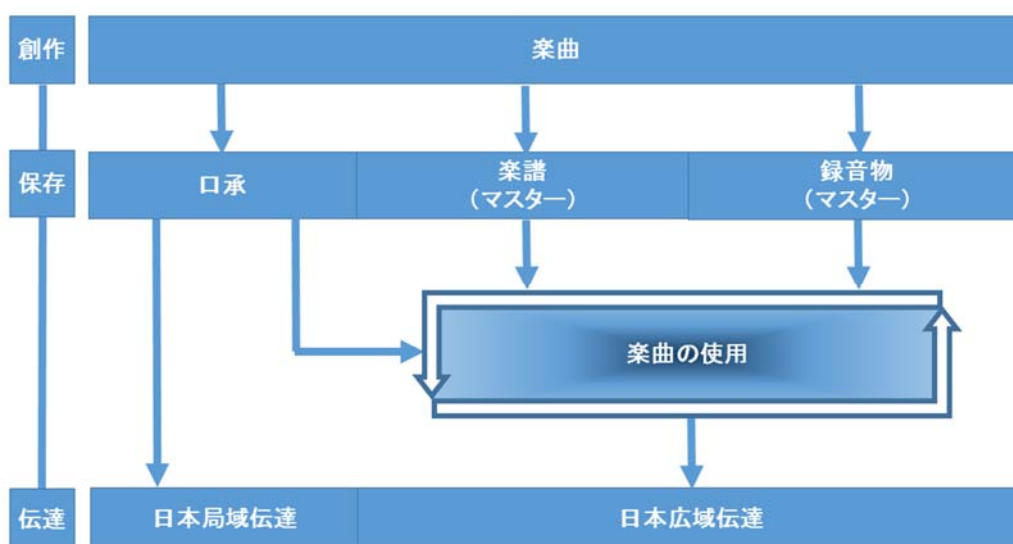 創作
楽曲
保存
口承
楽譜
(マスター)
録音物
(マスター)
楽曲の使用
伝達
日本局域伝達
日本広域伝達